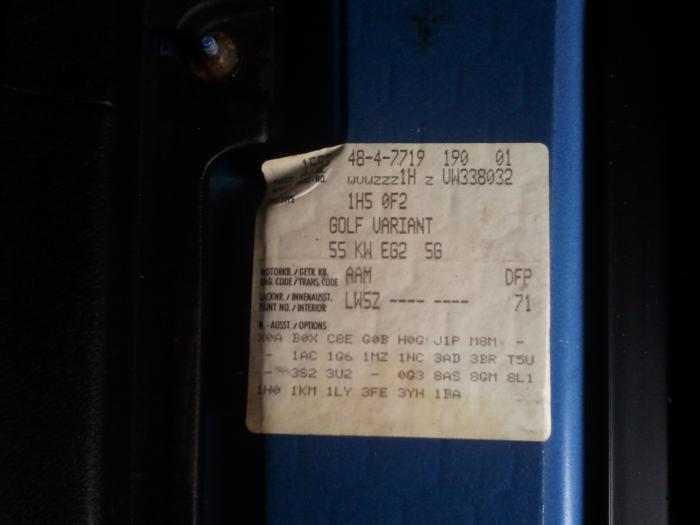 48-4-7719 190 01
WVWZZZ1H Z VW338032
1H5 0F2
GOLF VARIANT
55 KW EG2 5G
MOTORKB. / GETR. KB.
ENG. CODE / TRANS. CODE AAM DFP
LACKNR. / INNENAUSST.
PAINT NO. / INTERIOR LW5Z ---- ---- 71
M.-AUSST. / OPTIONS
X0A B0X C8E G0B H0G J1P M8M -
- 1AC 1G6 1MZ 1NC 3AD 3BR T5U
- 3S2 3U2 - 0G3 8AS 8GM 8L1
1H0 1KM 1LY 3FE 3YH 1BA